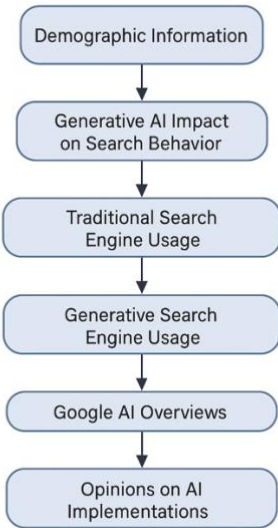 Demographic Information
Generative AI Impact
on Search Behavior
Traditional Search
Engine Usage
Generative Search
Engine Usage
Google AI Overviews
Opinions on AI
Implementations